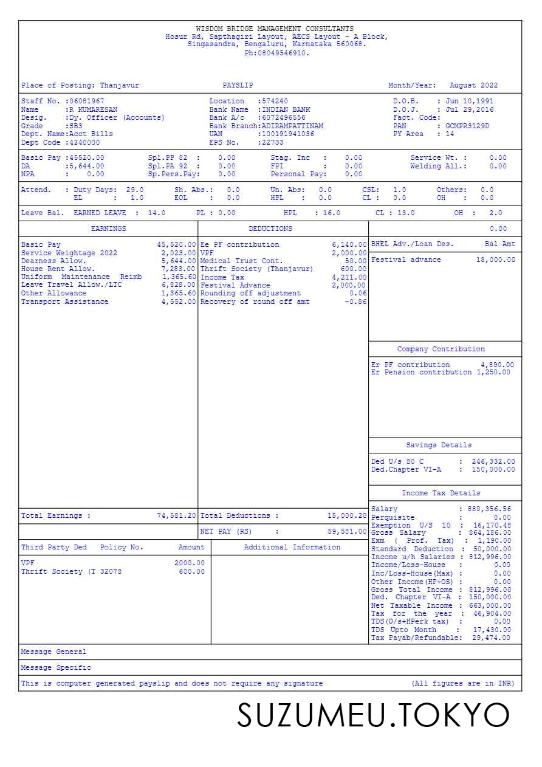 WISDOM BRIDGE MANAGEMENT CONSULTANTS
Hosur Rd, Sapthagiri Layout, AECS Layout - A Block,
Singasandra, Bengaluru, Karnataka 560068.
Ph:08049546910.
Place of Posting: Thanjavur PAYSLIP Month/Year: August 2022
Staff No. :06081967 Location :574240 D.O.B. : Jun 10,1991
Name :R KUMARESAN Bank Name :INDIAN BANK D.O.J. : Jul 29,2016
Desig. :Dy. Officer (Accounts) Bank A/c :6072496556 Fact. Code:
Grade :SB3 Bank Branch:ADIRAMPATTINAM PAN : GCMPR3129D
Dept. Name:Acct Bills UAN :100191941036 PY Area : 14
Dept Code :4240000 EPS No. :22733
Basic Pay :45520.00 Spl.PP 82 : 0.00 Stag. Inc : 0.00 Service Wt. : 0.00
DA :5,644.00 Spl.PA 92 : 0.00 FPI : 0.00 Welding All.: 0.00
NPA : 0.00 Sp.Pers.Pay: 0.00 Personal Pay: 0.00
Attend. : Duty Days: 29.0 Sh. Abs.: 0.0 Un. Abs: 0.0 CSL: 1.0 Others: 0.0
EL : 1.0 EOL : 0.0 HPL : 0.0 CL : 0.0 OH : 0.0
Leave Bal. EARNED LEAVE : 14.0 PL : 0.00 HPL : 16.0 CL : 13.0 OH : 2.0
EARNINGS DEDUCTIONS 0.00
Basic Pay 45,520.00 Ee PF contribution 6,140.00 BHEL Adv./Loan Des. Bal Amt
Service Weightage 2022 2,023.00 VPF 2,000.00
Dearness Allow. 5,644.00 Medical Trust Cont. 50.00 Festival advance 18,000.00
House Rent Allow. 7,283.00 Thrift Society (Thanjavur) 600.00
Uniform Maintenance Reimb 1,365.60 Income Tax 4,211.00
Leave Travel Allow./LTC 6,828.00 Festival Advance 2,000.00
Other Allowance 1,365.60 Rounding off adjustment 0.06
Transport Assistance 4,552.00 Recovery of round off amt -0.86
Company Contribution
Er PF contribution 4,890.00
Er Pension contribution 1,250.00
Savings Details
Ded U/s 80 C : 246,332.00
Ded.Chapter VI-A : 150,000.00
Income Tax Details
Total Earnings : 74,581.20 Total Deductions : 15,000.20
NET PAY (RS) : 59,581.00
Salary : 880,356.56
Perquisite : 0.00
Exemption U/S 10 : 16,170.48
Gross Salary : 864,186.00
Exm ( Prof. Tax) : 1,190.00
Standard Deduction : 50,000.00
Income u/h Salaries : 812,996.00
Income/Loss-House : 0.00
Inc/Loss-House(Max) : 0.00
Other Income(HP+OS) : 0.00
Gross Total Income : 812,996.00
Ded. Chapter VI-A : 150,000.00
Net Taxable Income : 663,000.00
Tax for the year : 46,904.00
TDS(U/s+HPerk tax) : 0.00
TDS Upto Month : 17,430.00
Tax Payab/Refundable: 29,474.00
Third Party Ded Policy No. Amount Additional Information
VPF 2000.00
Thrift Society (T 32078 600.00
Message General
Message Specific
This is computer generated payslip and does not require any signature (All figures are in INR)
SUZUMEU.TOKYO